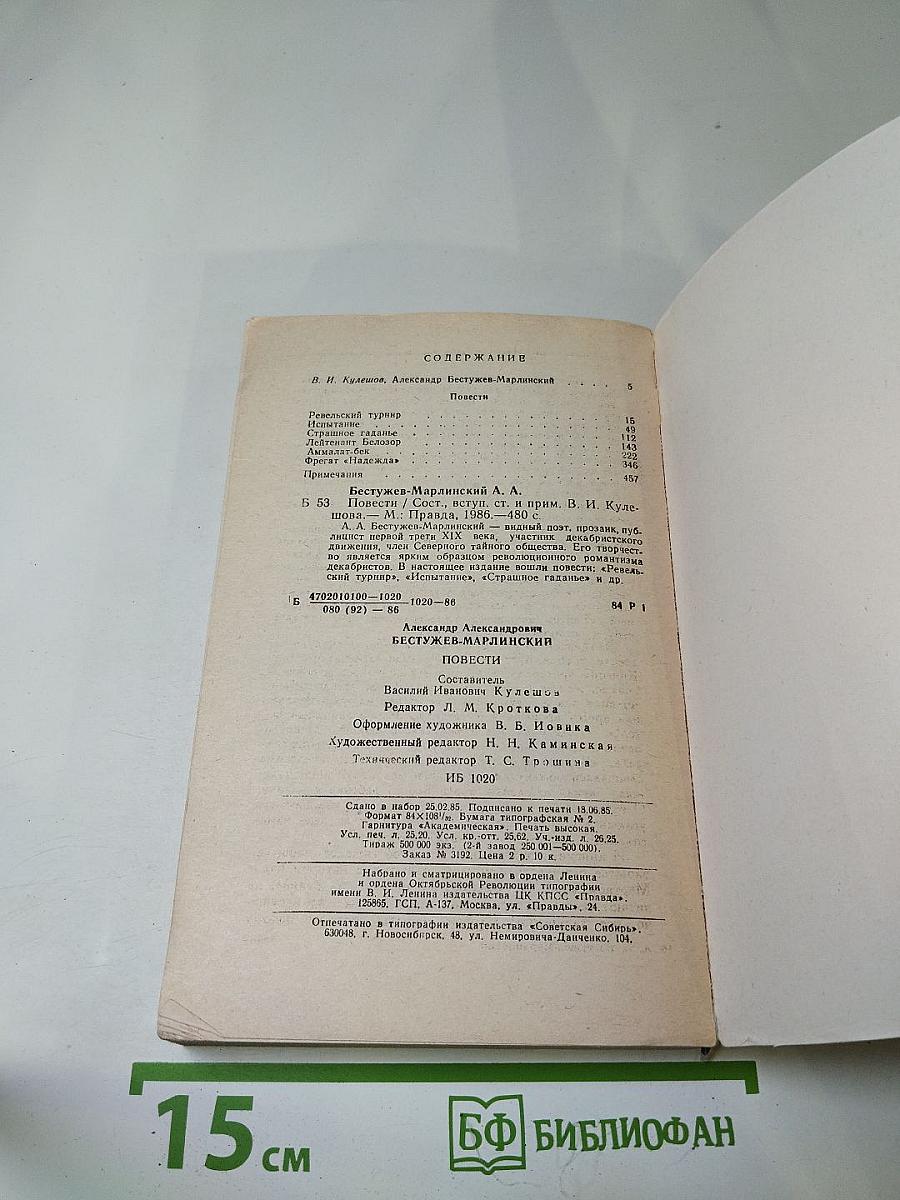 СОДЕРЖАНИЕ
В. И. Кулешов. Александр Бестужев-Марлинский . . . . 5
Повести
Ревельский турнир . . . . . . . . . . . . . 15
Испытание . . . . . . . . . . . . . 49
Страшное гаданье . . . . . . . . . . . . . 112
Лейтенант Белозор . . . . . . . . . . . . . 143
Аммалат-бек . . . . . . . . . . . . . 222
Фрегат «Надежда» . . . . . . . . . . . . . 346
Примечания . . . . . . . . . . . . . 457
Бестужев-Марлинский А. А.
Б 53 Повести / Сост., вступ. ст. и прим. В. И. Куле-
шова.— М.: Правда, 1986.—480 с.
А. А. Бестужев-Марлинский — видный поэт, прозаик, пуб-
лицист первой трети XIX века, участник декабристского
движения, член Северного тайного общества. Его творчест-
во является ярким образцом революционного романтизма
декабристов. В настоящее издание вошли повести: «Ревель-
ский турнир», «Испытание», «Страшное гаданье» и др.
Б 4702010100—1020 1020—86 84 Р 1
080 (92) — 86
Александр Александрович
БЕСТУЖЕВ-МАРЛИНСКИЙ
ПОВЕСТИ
Составитель
Василий Иванович Кулешов
Редактор Л. М. Кроткова
Оформление художника В. Б. Иовика
Художественный редактор Н. Н. Каминская
Технический редактор Т. С. Трошина
ИБ 1020
Сдано в набор 25.02.85. Подписано к печати 18.06.85.
Формат 84×108¹/₃₂. Бумага типографская № 2.
Гарнитура «Академическая». Печать высокая.
Усл. печ. л. 25,20. Усл. кр.-отт. 25,62. Уч.-изд. л. 26,25.
Тираж 500 000 экз. (2-й завод 250 001—500 000).
Заказ № 3192. Цена 2 р. 10 к.
Набрано и сматрицировано в ордена Ленина
и ордена Октябрьской Революции типографии
имени В. И. Ленина издательства ЦК КПСС «Правда».
125865, ГСП, А-137, Москва, ул. «Правды», 24.
Отпечатано в типографии издательства «Советская Сибирь»,
630048, г. Новосибирск, 48, ул. Немировича-Данченко, 104.
15 см БФ БИБЛИОФАН